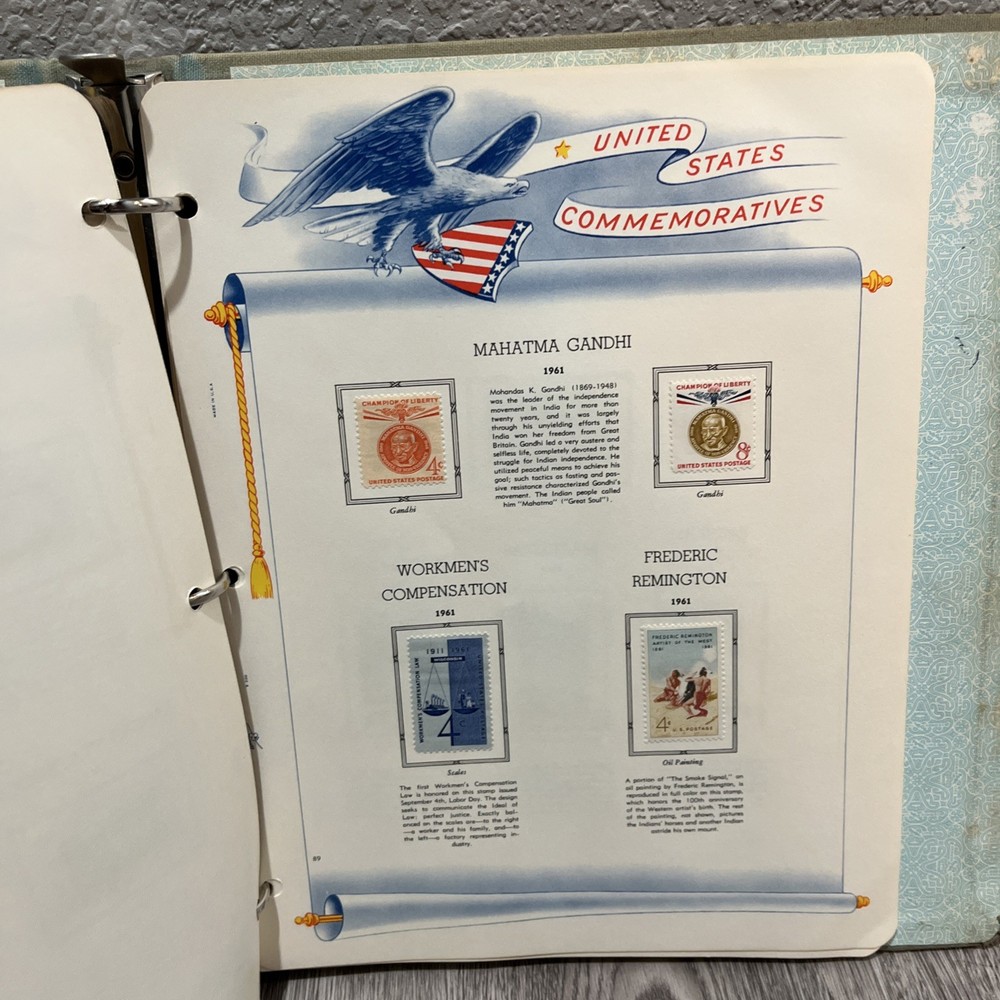 UNITED
STATES
COMMEMORATIVES
MAHATMA GANDHI
1961
Mohandas K. Gandhi (1869-1948)
was the leader of the independence
movement in India for more than
twenty years, and it was largely
through his unyielding efforts that
India won her freedom from Great
Britain. Gandhi led a very austere and
selfless life, completely devoted to the
struggle for Indian independence. He
utilized peaceful means to achieve his
goal; such tactics as fasting and pas-
sive resistance characterized Gandhi's
movement. The Indian people called
him "Mahatma" ("Great Soul").
CHAMPION OF LIBERTY
4¢
UNITED STATES POSTAGE
Gandhi
CHAMPION OF LIBERTY
8¢
UNITED STATES POSTAGE
Gandhi
WORKMEN'S
COMPENSATION
1961
1911 1961
WORKMEN'S COMPENSATION LAW
4c
Scales
The first Workmen's Compensation
Law is honored on this stamp issued
September 4th, Labor Day. The design
seeks to communicate the ideal of
Law: perfect justice. Exactly bal-
anced on the scales are—to the right
—a worker and his family, and—to
the left—a factory representing in-
dustry.
FREDERIC
REMINGTON
1961
FREDERIC REMINGTON
ARTIST OF THE WEST
1861 1961
4¢
U.S. POSTAGE
Oil Painting
A portion of "The Smoke Signal," an
oil painting by Frederic Remington, is
reproduced in full color on this stamp,
which honors the 100th anniversary
of the Western artist's birth. The rest
of the painting, not shown, pictures
the Indians' horses and another Indian
astride his own mount.
89
MADE IN U.S.A.